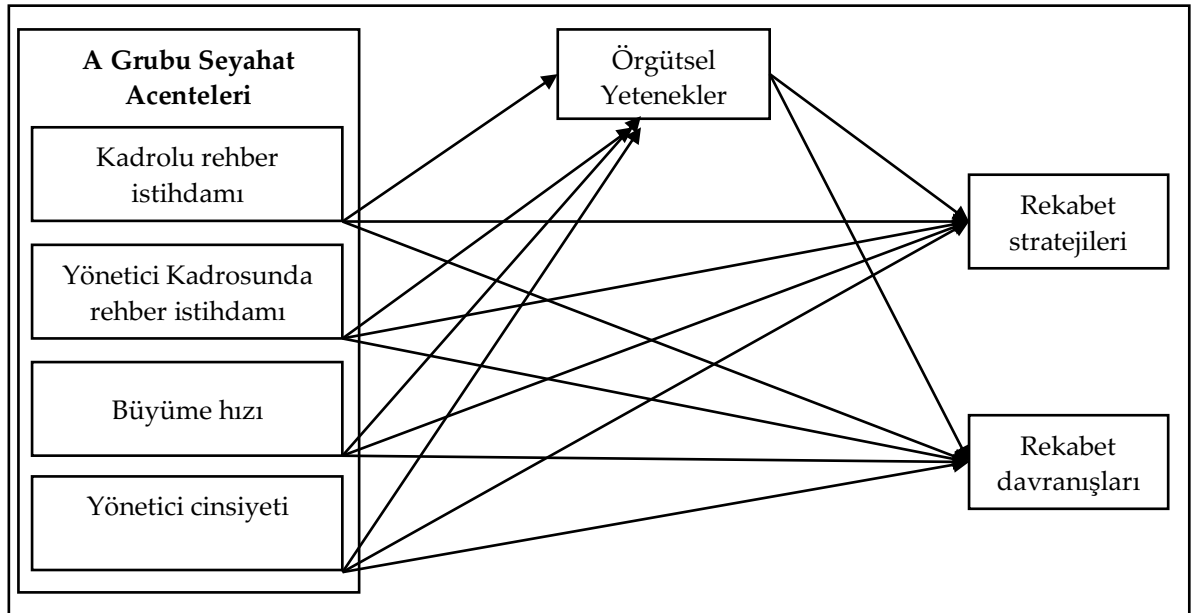 A Grubu Seyahat
Acenteleri
Kadrolu rehber
istihdamı
Yönetici Kadrosunda
rehber istihdamı
Büyüme hızı
Yönetici cinsiyeti
Örgütsel
Yetenekler
Rekabet
stratejileri
Rekabet
davranışları